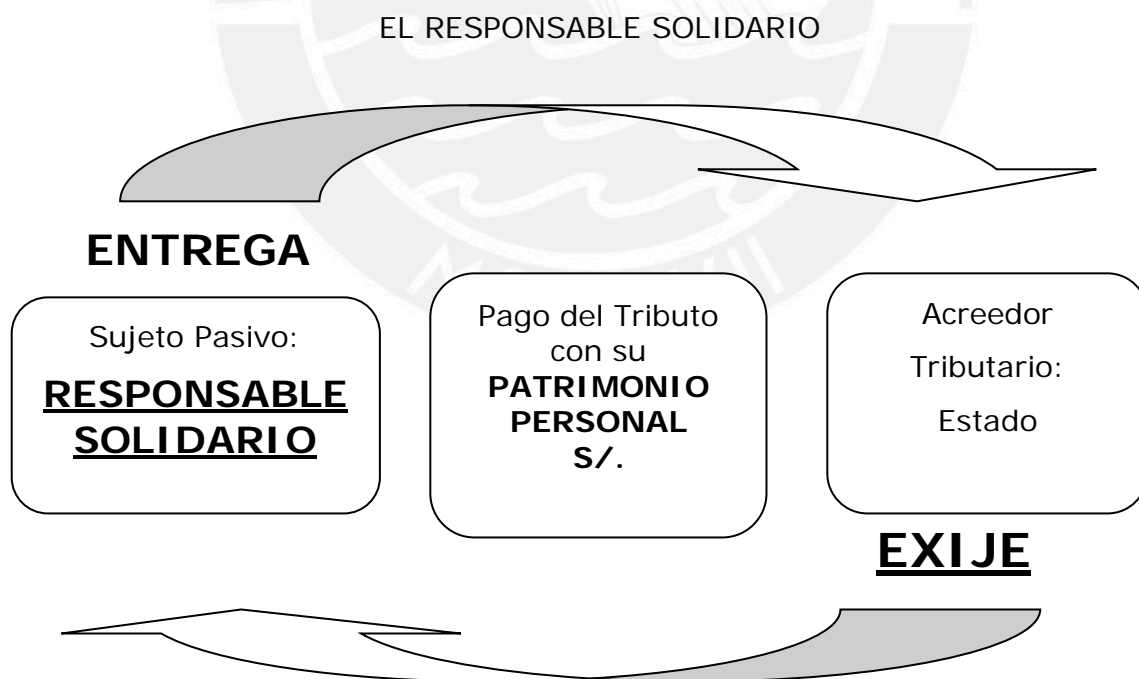 EL RESPONSABLE SOLIDARIO
ENTREGA
Sujeto Pasivo:
RESPONSABLE
SOLIDARIO
Pago del Tributo
con su
PATRIMONIO
PERSONAL
S/.
Acreedor
Tributario:
Estado
EXIJE